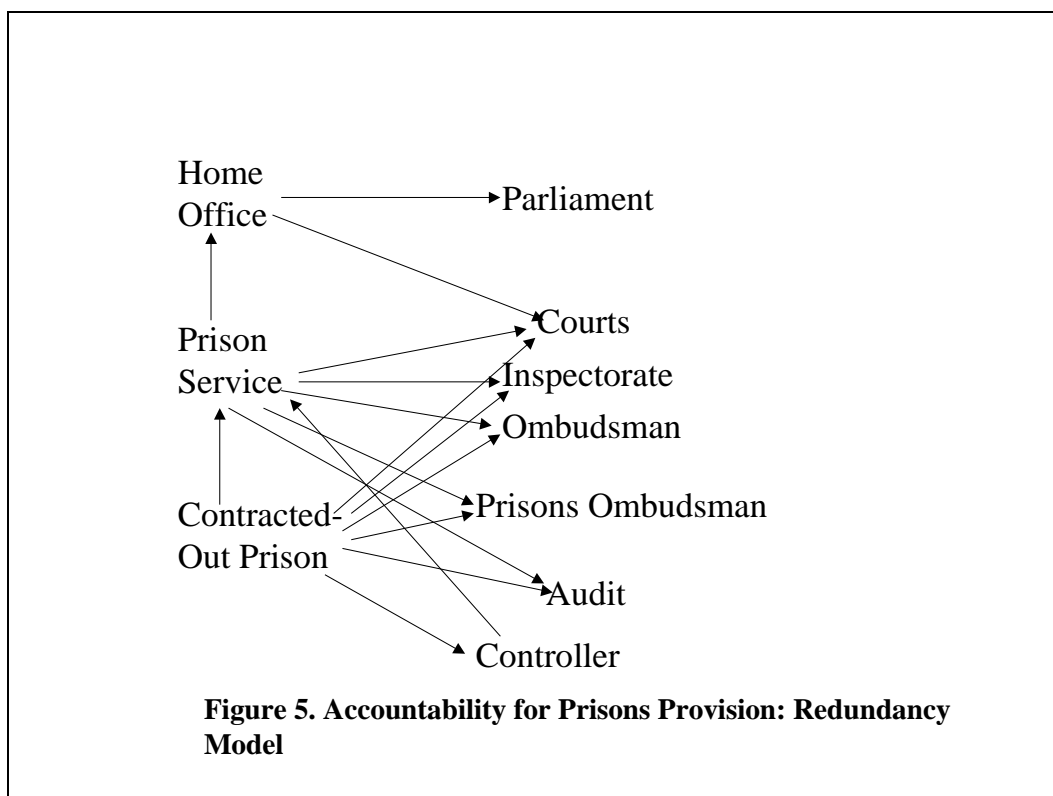 Home
Office
Parliament
Courts
Prison
Service
Inspectorate
Ombudsman
Contracted-
Out Prison
Prisons Ombudsman
Audit
Controller
Figure 5. Accountability for Prisons Provision: Redundancy
Model